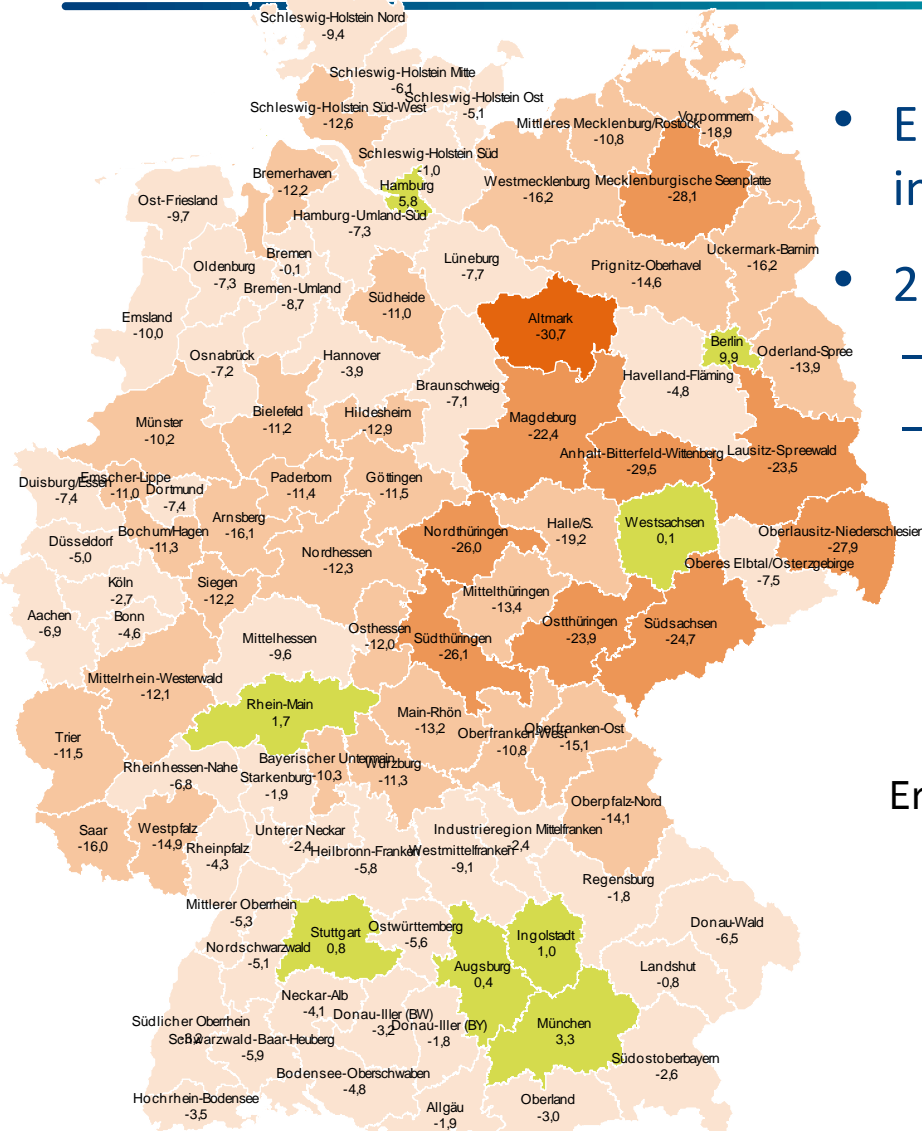 Schleswig-Holstein Nord
-9,4
Schleswig-Holstein Mitte
-6,1
Schleswig-Holstein Ost
-5,1
Schleswig-Holstein Süd-West
-12,6
Mittleres Mecklenburg/Rostock
-10,8
Vorpommern
-18,9
Schleswig-Holstein Süd
-1,0
Bremerhaven
-12,2
Hamburg
5,8
Westmecklenburg
-16,2
Mecklenburgische Seenplatte
-28,1
Ost-Friesland
-9,7
Hamburg-Umland-Süd
-7,3
Bremen
-0,1
Oldenburg
-7,3
Bremen-Umland
-8,7
Lüneburg
-7,7
Prignitz-Oberhavel
-14,6
Uckermark-Barnim
-16,2
Südheide
-11,0
Emsland
-10,0
Altmark
-30,7
Berlin
9,9
Oderland-Spree
-13,9
Osnabrück
-7,2
Hannover
-3,9
Havelland-Fläming
-4,8
Braunschweig
-7,1
Münster
-10,2
Bielefeld
-11,2
Hildesheim
-12,9
Magdeburg
-22,4
Anhalt-Bitterfeld-Wittenberg
-29,5
Lausitz-Spreewald
-23,5
Duisburg/Essen
-7,4
Emscher-Lippe
-11,0
Dortmund
-7,4
Paderborn
-11,4
Göttingen
-11,5
Arnsberg
-16,1
Bochum/Hagen
-11,3
Düsseldorf
-5,0
Nordhessen
-12,3
Nordthüringen
-26,0
Halle/S.
-19,2
Westsachsen
0,1
Oberlausitz-Niederschlesien
-27,9
Oberes Elbtal/Osterzgebirge
-7,5
Köln
-2,7
Siegen
-12,2
Mittelthüringen
-13,4
Aachen
-6,9
Bonn
-4,6
Mittelhessen
-9,6
Osthessen
-12,0
Südthüringen
-26,1
Ostthüringen
-23,9
Südsachsen
-24,7
Mittelrhein-Westerwald
-12,1
Rhein-Main
1,7
Main-Rhön
-13,2
Oberfranken-West
-10,8
Oberfranken-Ost
-15,1
Trier
-11,5
Rheinhessen-Nahe
-6,8
Bayerischer Untermain
-10,3
Starkenburg
-1,9
Würzburg
-11,3
Oberpfalz-Nord
-14,1
Saar
-16,0
Westpfalz
-14,9
Rheinpfalz
-4,3
Unterer Neckar
-2,4
Heilbronn-Franken
-5,8
Industrieregion Mittelfranken
-2,4
Westmittelfranken
-9,1
Regensburg
-1,8
Mittlerer Oberrhein
-5,3
Stuttgart
0,8
Ostwürttemberg
-5,6
Ingolstadt
1,0
Donau-Wald
-6,5
Nordschwarzwald
-5,1
Augsburg
0,4
Landshut
-0,8
Neckar-Alb
-4,1
Donau-Iller (BW)
-3,2
Donau-Iller (BY)
-1,8
München
3,3
Südlicher Oberrhein
Schwarzwald-Baar-Heuberg
-5,9
Südostoberbayern
-2,6
Bodensee-Oberschwaben
-4,8
Hochrhein-Bodensee
-3,5
Allgäu
-1,9
Oberland
-3,0
• E
in
• 2
–
–
Er